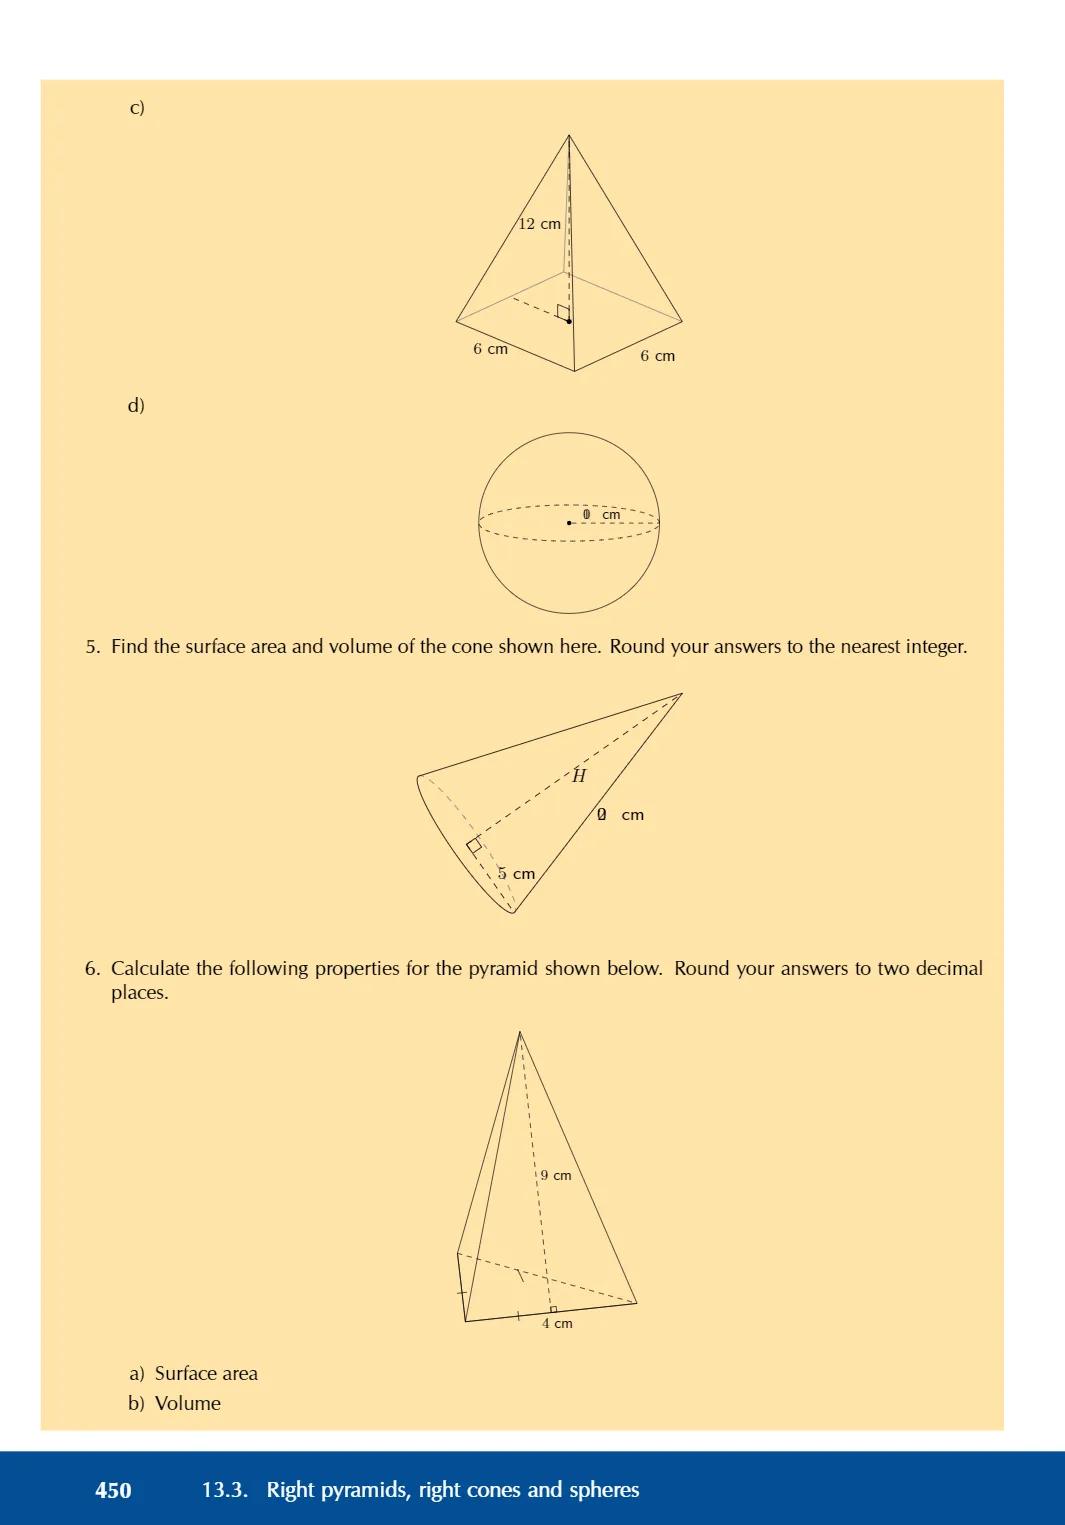 c)
12 cm
6 cm
6 cm
d)
cm
5. Find the surface area and volume of the cone shown here. Round your answers to the nearest integer.
H
cm
5 cm
6. Calculate the following properties for the pyramid shown below. Round your answers to two decimal
places.
9 cm
4 cm
a) Surface area
b) Volume
450 13.3. Right pyramids, right cones and spheres